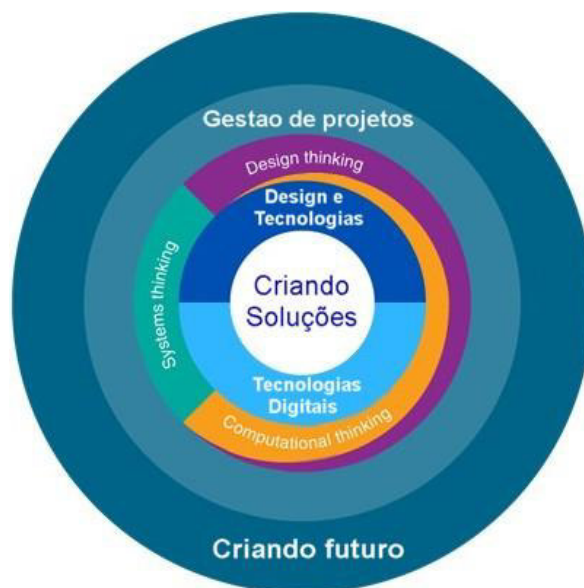 Gestao de projetos
Design thinking
Design e
Tecnologias
Systems thinking
Criando
Soluções
Tecnologias
Digitais
Computational thinking
Criando futuro